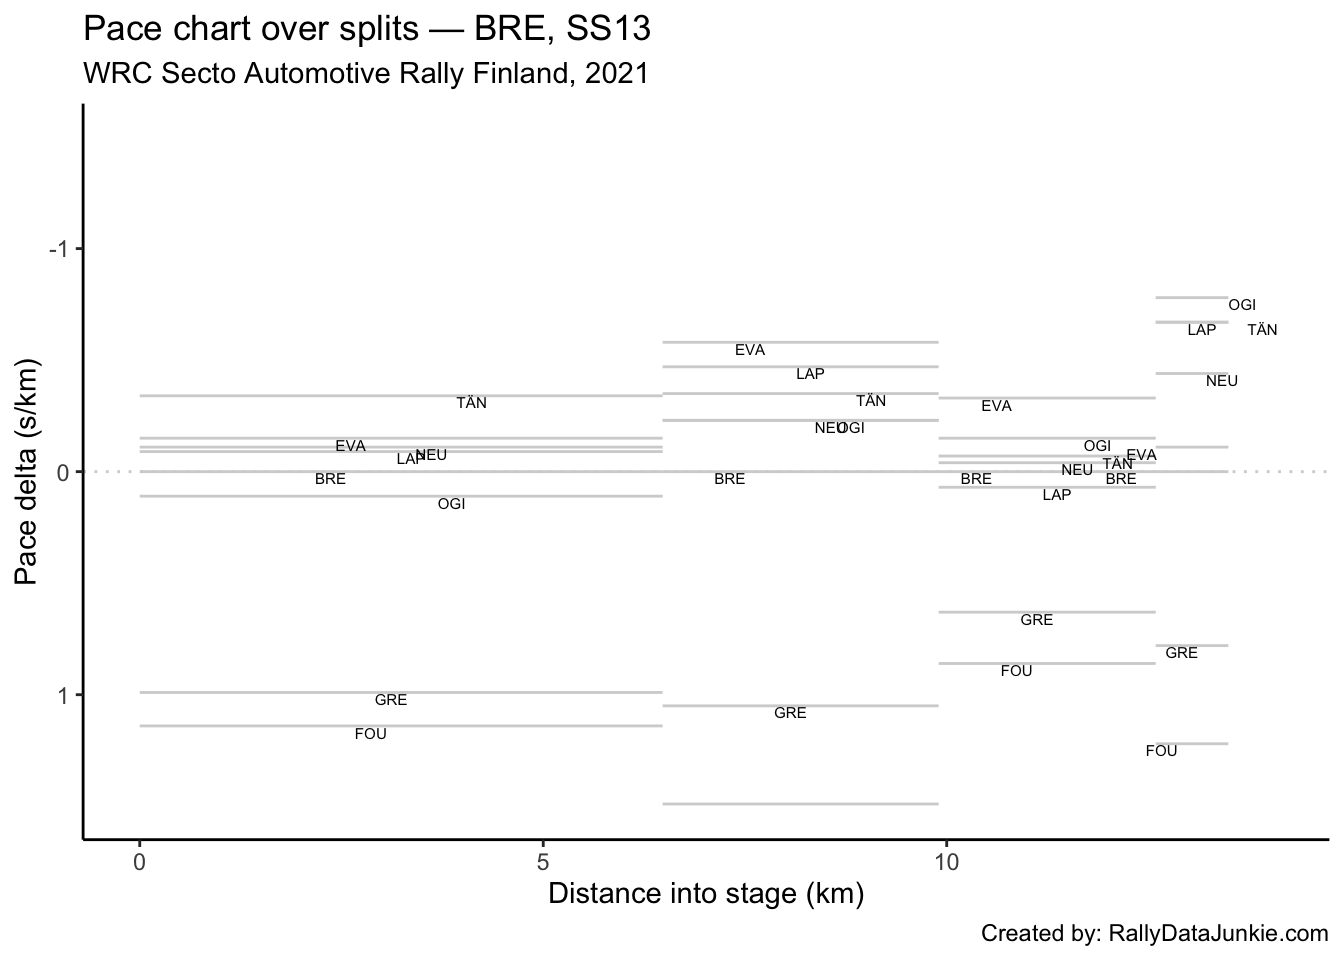 Pace chart over splits — BRE, SS13
WRC Secto Automotive Rally Finland, 2021
Pace delta (s/km)
-1
0
1
OGI
LAP TÄN
NEU
EVA
LAP
TÄN
NEU OGI
TÄN
EVA
NEU
LAP
BRE
OGI
BRE
EVA
OGI
EVA
TÄN
NEU
BRE BRE
LAP
GRE
FOU
GRE
GRE
FOU
GRE
FOU
0 5 10
Distance into stage (km)
Created by: RallyDataJunkie.com